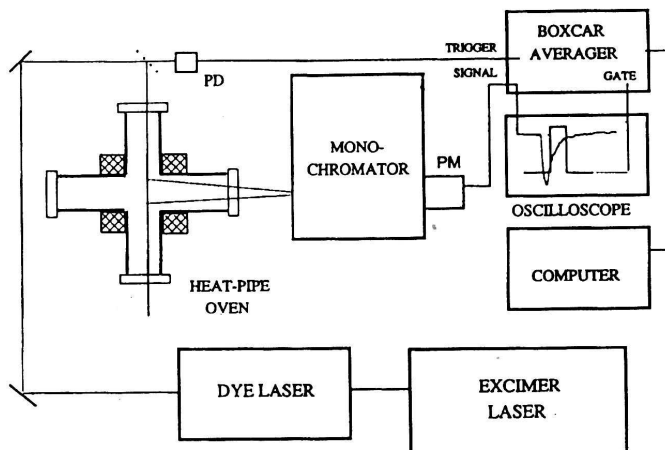 BOXCAR
AVERAGER
TRIGGER
SIGNAL
GATE
PD
MONO-
CHROMATOR
PM
OSCILLOSCOPE
COMPUTER
HEAT-PIPE
OVEN
DYE LASER
EXCIMER
LASER